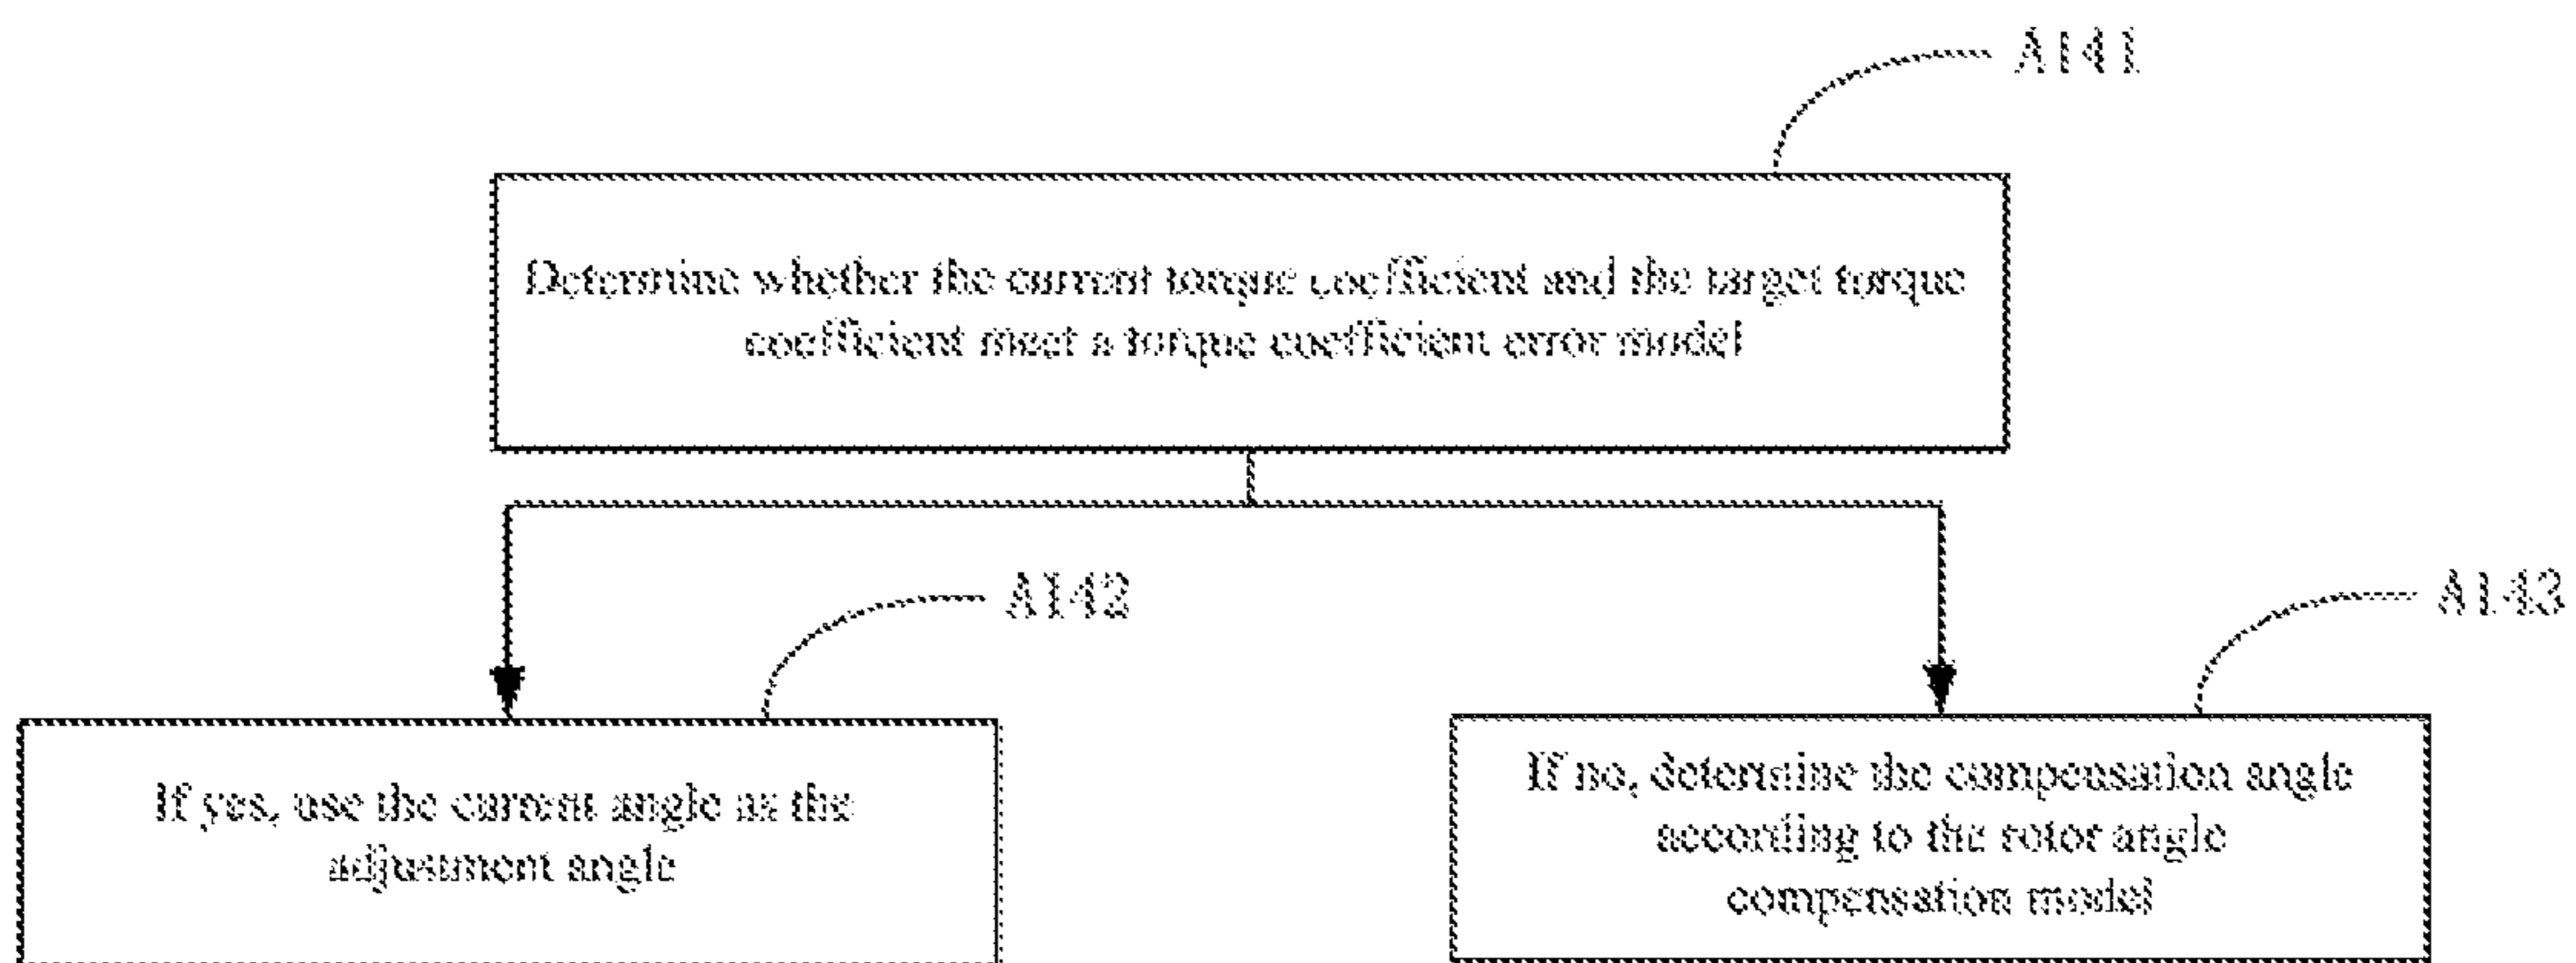 A141
Determine whether the current torque coefficient and the target torque
coefficient meet a torque coefficient error model
A142
A143
If yes, use the current angle as the
adjustment angle
If no, determine the compensation angle
according to the rotor angle
compensation model